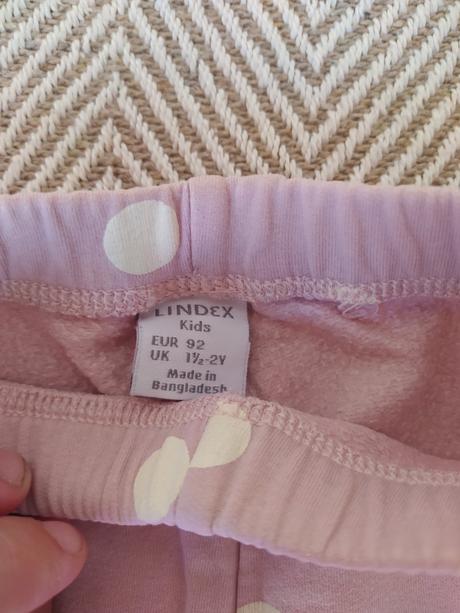 LINDEX
Kids
EUR 92
UK 1½-2Y
Made in
Bangladesh